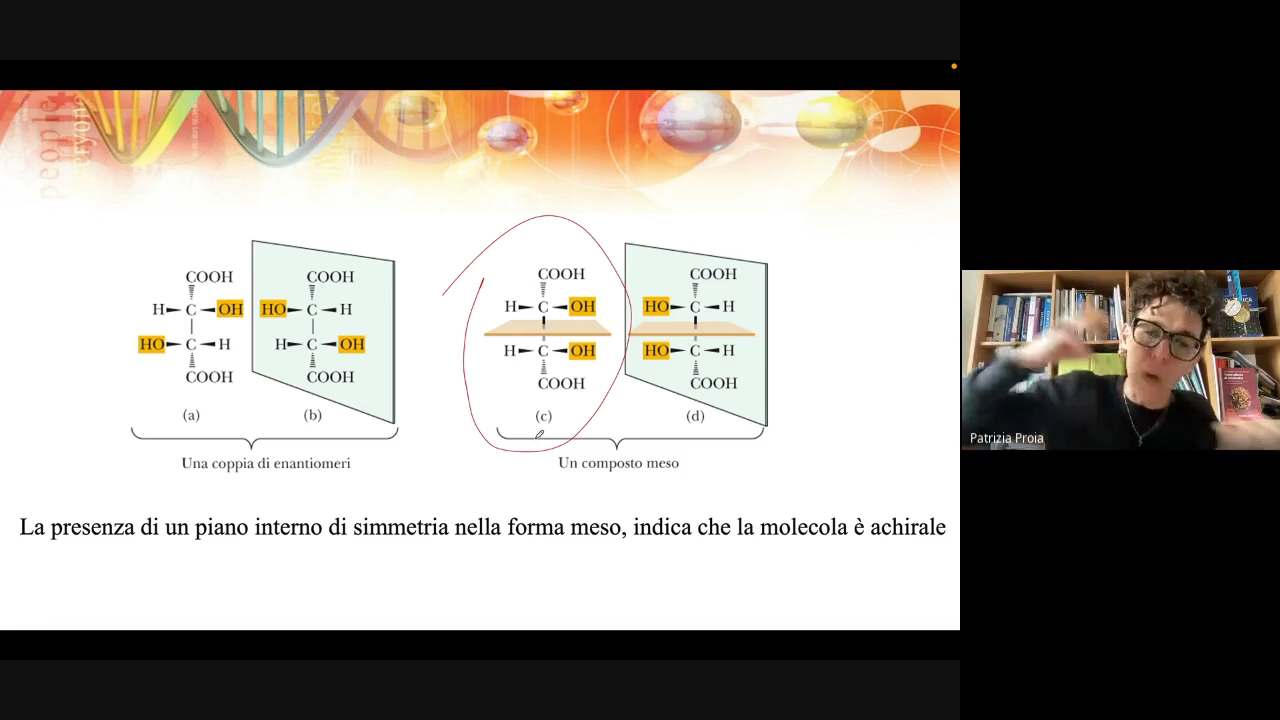 people
eryone
COOH COOH
H C OH HO C H
HO C H H C OH
COOH COOH
(a) (b)
Una coppia di enantiomeri
COOH COOH
H C OH HO C H
H C OH HO C H
COOH COOH
(c) (d)
Un composto meso
La presenza di un piano interno di simmetria nella forma meso, indica che la molecola è achirale
Patrizia Proia